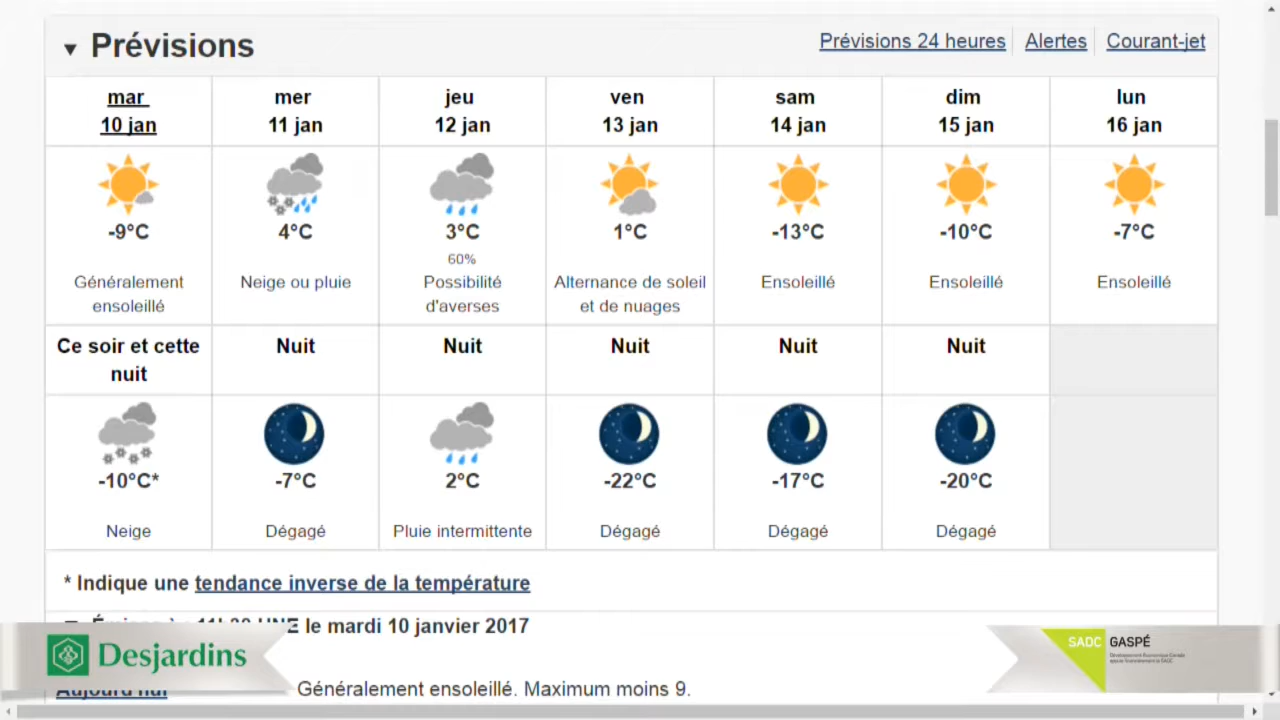 ▼ Prévisions
Prévisions 24 heures
Alertes
Courant-jet
mar
10 jan
mer
11 jan
jeu
12 jan
ven
13 jan
sam
14 jan
dim
15 jan
lun
16 jan
-9°C
4°C
3°C
1°C
-13°C
-10°C
-7°C
60%
Généralement
ensoleillé
Neige ou pluie
Possibilité
d'averses
Alternance de soleil
et de nuages
Ensoleillé
Ensoleillé
Ensoleillé
Ce soir et cette
nuit
Nuit
Nuit
Nuit
Nuit
Nuit
-10°C*
-7°C
2°C
-22°C
-17°C
-20°C
Neige
Dégagé
Pluie intermittente
Dégagé
Dégagé
Dégagé
* Indique une tendance inverse de la température
le mardi 10 janvier 2017
Desjardins
SADC GASPÉ
Aujourd'hui
Généralement ensoleillé. Maximum moins 9.